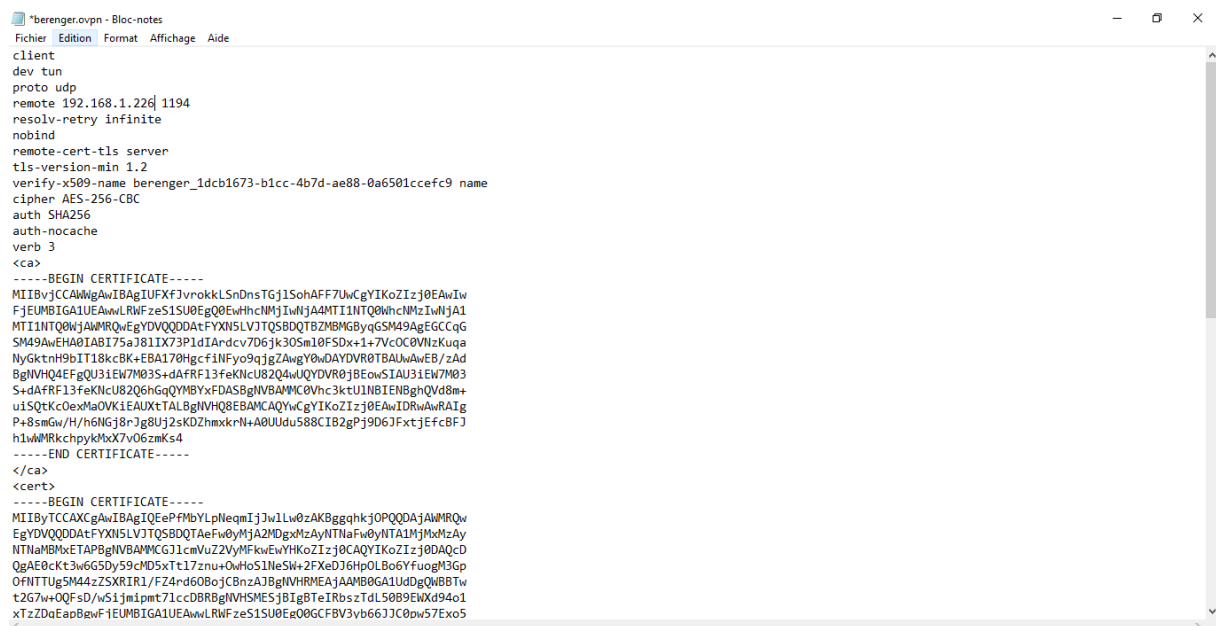 *berenger.ovpn - Bloc-notes
Fichier Edition Format Affichage Aide
client
dev tun
proto udp
remote 192.168.1.226 1194
resolv-retry infinite
nobind
remote-cert-tls server
tls-version-min 1.2
verify-x509-name berenger_1dcb1673-b1cc-4b7d-ae88-0a6501ccefc9 name
cipher AES-256-CBC
auth SHA256
auth-nocache
verb 3
<ca>
-----BEGIN CERTIFICATE-----
MIIBvjCCAWWgAwIBAgIUFXfJvrokkLSnDnsTGjlSohAFF7UwCgYIKoZIzj0EAwIw
FjEUMBIGA1UEAwwLRWFzeS1SU0EgQ0EwHhcNMjIwNjA4MTI1NTQ0WhcNMzIwNjA1
MTI1NTQ0WjAWMRQwEgYDVQQDDAtFYXN5LVJTQSBDQTBZMBMGByqGSM49AgEGCCqG
SM49AwEHA0IABI75aJ8lIX73PldIArdcv7D6jk3OSml0FSDx+1+7VcOC0VNzKuqa
NyGktnH9bIT18kcBK+EBA170HgcfiNFyo9qjgZAwgY0wDAYDVR0TBAUwAwEB/zAd
BgNVHQ4EFgQU3iEW7M03S+dAfRFl3feKNcU82Q4wUQYDVR0jBEowSIAU3iEW7M03
S+dAfRFl3feKNcU82Q6hGqQYMBYxFDASBgNVBAMMC0Vhc3ktUlNBIENBghQVd8m+
uiSQtKcOexMaOVKiEAUXtTALBgNVHQ8EBAMCAQYwCgYIKoZIzj0EAwIDRwAwRAIg
P+8smGw/H/h6NGj8rJg8Uj2sKDZhmxkrN+A0UUdu588CIB2gPj9D6JFxtjEfcBFJ
h1wWMRkchpykMxX7vO6zmKs4
-----END CERTIFICATE-----
</ca>
<cert>
-----BEGIN CERTIFICATE-----
MIIByTCCAXCgAwIBAgIQEePfMbYLpNeqmIjJwlLw0zAKBggqhkjOPQQDAjAWMRQw
EgYDVQQDDAtFYXN5LVJTQSBDQTAeFw0yMjA2MDgxMzAyNTNaFw0yNTA1MjMxMzAy
NTNaMBMxETAPBgNVBAMMCGJlcmVuZ2VyMFkwEwYHKoZIzj0CAQYIKoZIzj0DAQcD
QgAE0cKt3w6G5Dy59cMD5xTtl7znu+OwHoSlNeSW+2FXeDJ6HpOLBo6YfuogM3Gp
OfNTTUg5M44zZSXRIRl/FZ4rd6OBojCBnzAJBgNVHRMEAjAAMB0GA1UdDgQWBBTw
t2G7w+OQFsD/wSijmipmt7lccDBRBgNVHSMESjBIgBTeIRbszTdL50B9EWXd94o1
xTzZDqEapBgwFjEUMBIGA1UEAwwLRWFzeS1SU0EgQ0GCFBV3yb66JJC0pw57Exo5